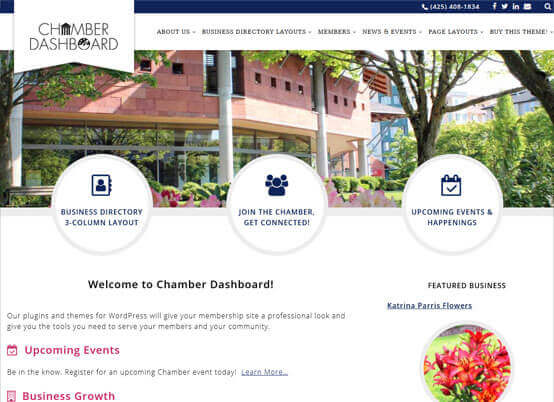 (425) 408-1834
CHAMBER
DASHBOARD
ABOUT US BUSINESS DIRECTORY LAYOUTS MEMBERS NEWS & EVENTS PAGE LAYOUTS BUY THIS THEME!
BUSINESS DIRECTORY
3-COLUMN LAYOUT
JOIN THE CHAMBER,
GET CONNECTED!
UPCOMING EVENTS &
HAPPENINGS
Welcome to Chamber Dashboard!
Our plugins and themes for WordPress will give your membership site a professional look and
give you the tools you need to serve your members and your community.
Upcoming Events
Be in the know. Register for an upcoming Chamber event today! Learn More...
Business Growth
FEATURED BUSINESS
Katrina Parris Flowers